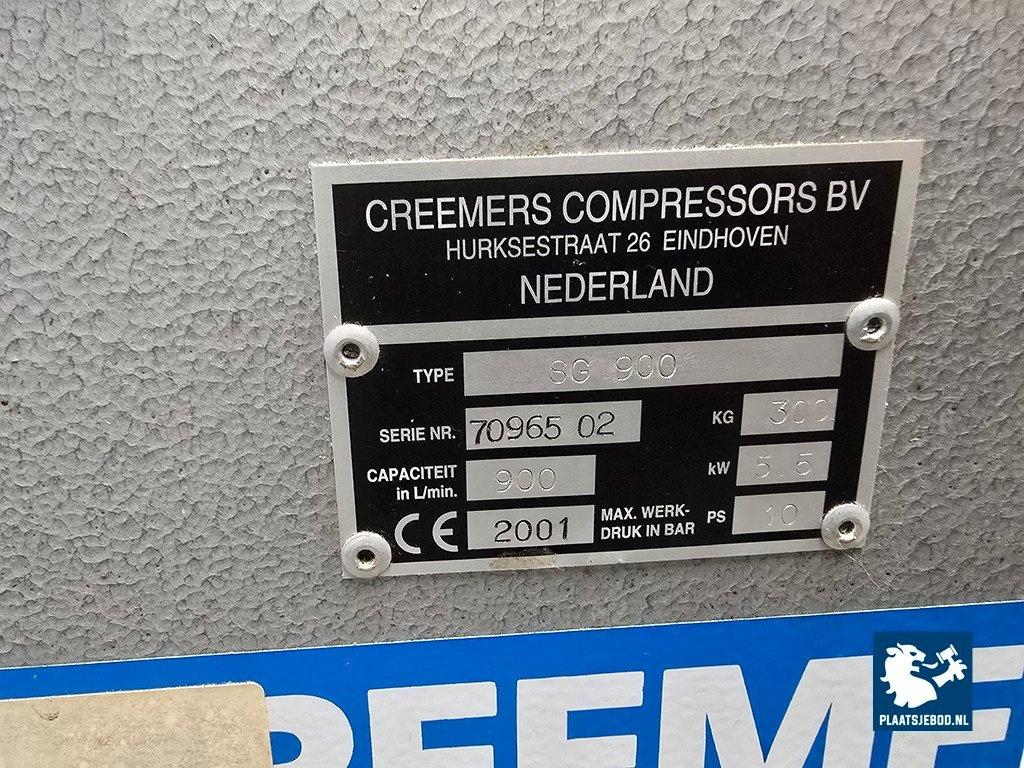 CREEMERS COMPRESSORS BV
HURKSESTRAAT 26 EINDHOVEN
NEDERLAND
TYPE SG 900
SERIE NR. 70965 02 KG 300
CAPACITEIT
in L/min. 900 kW 5.5
CE 2001 MAX. WERK-
DRUK IN BAR PS 10
REEME
PLAATSJEBOD.NL